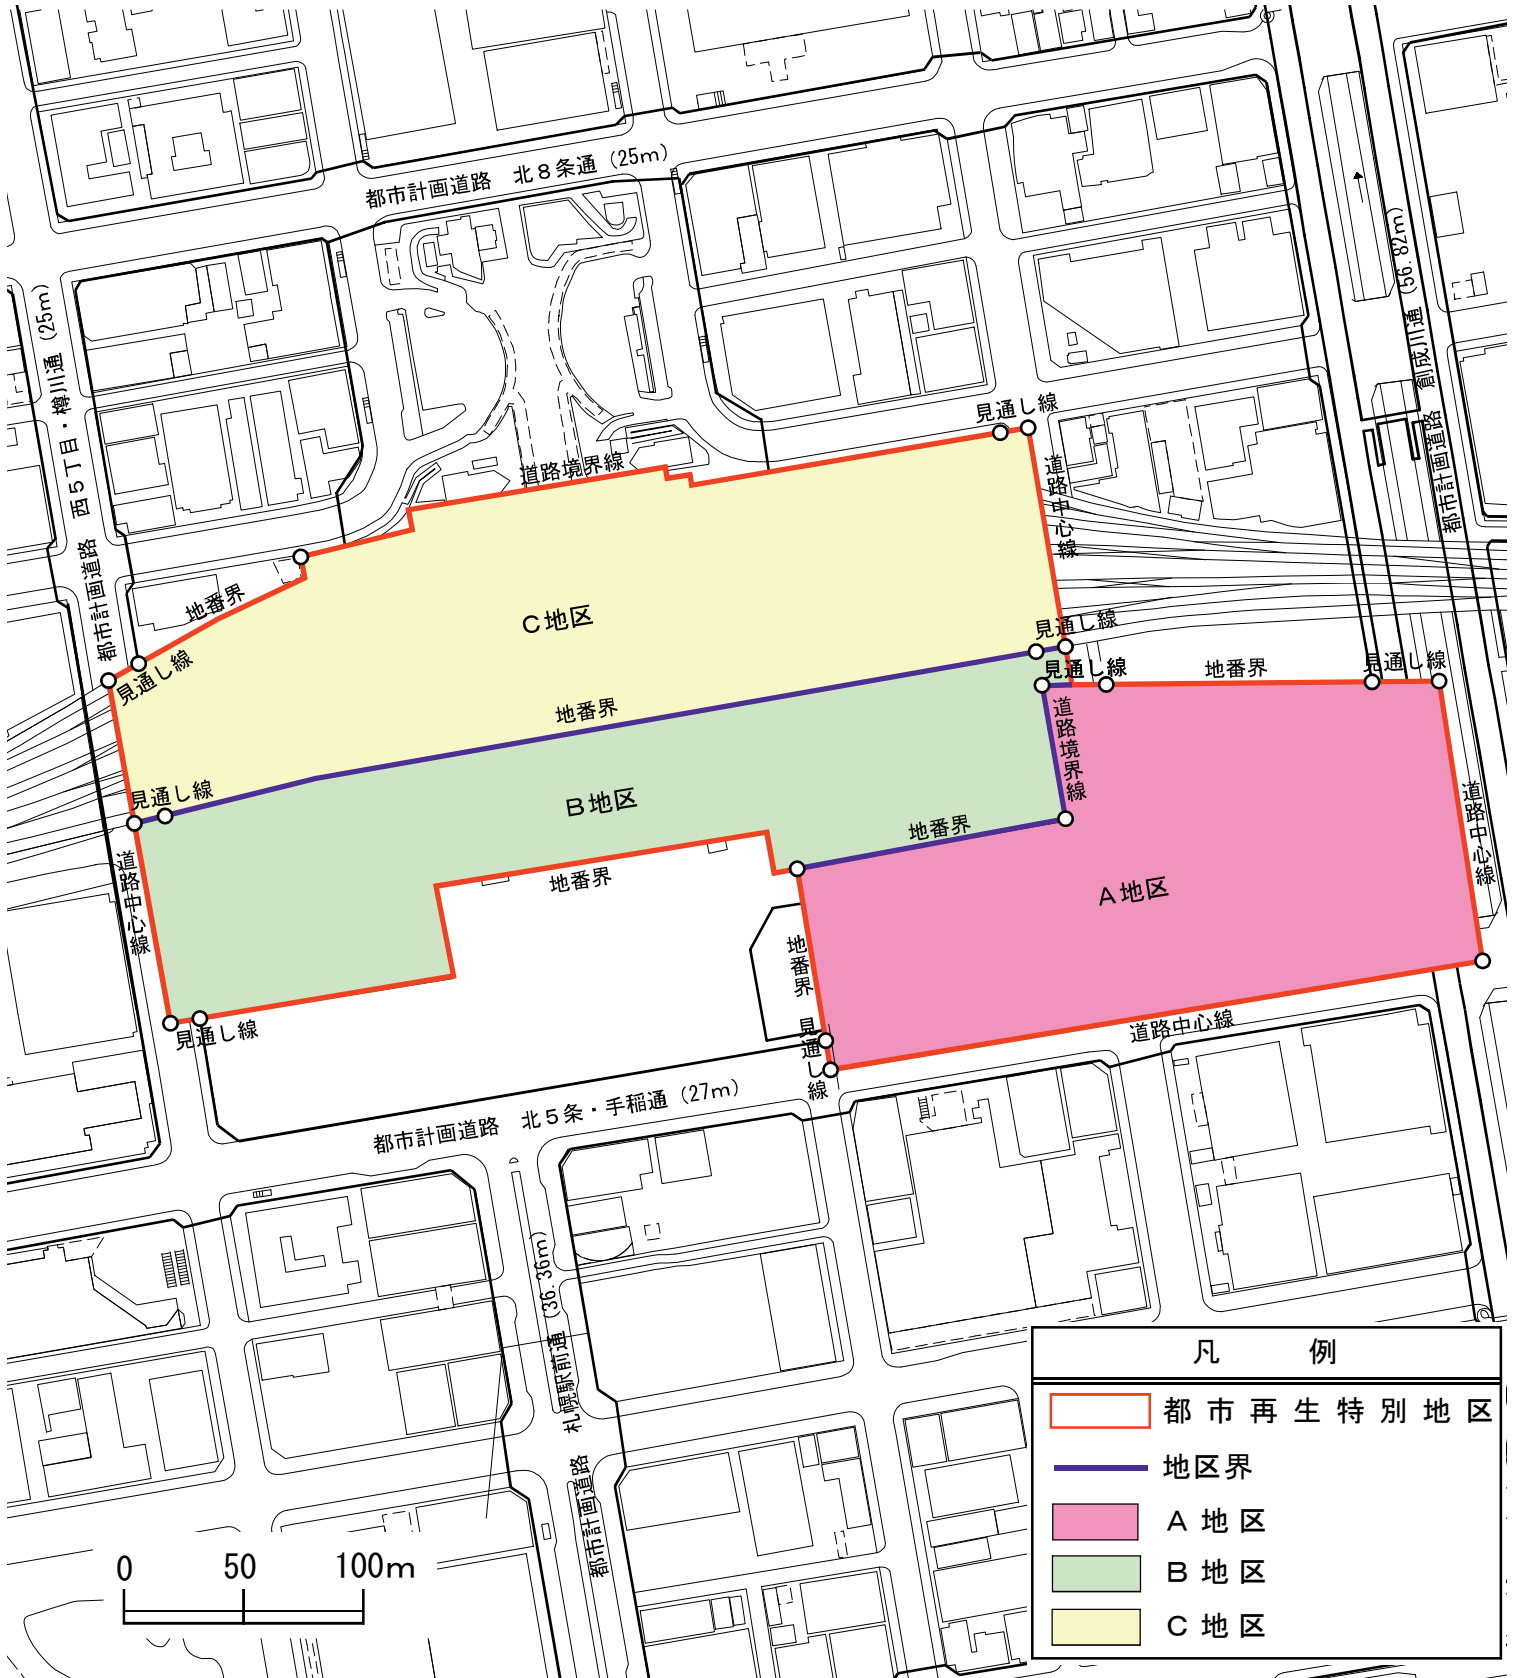 都市計画道路　北８条通（25m）
都市計画道路　西５丁目・樽川通（25m）
都市計画道路　創成川通（56.82m）
見通し線
道路境界線
道路中心線
地番界
C地区
見通し線
見通し線
見通し線
地番界
見通し線
地番界
道路境界線
見通し線
B地区
地番界
道路中心線
道路中心線
地番界
A地区
地番界
見通し線
見通し線
道路中心線
都市計画道路　北５条・手稲通（27m）
都市計画道路　札幌駅前通（36.36m）
0 50 100m
凡例
都市再生特別地区
地区界
A地区
B地区
C地区